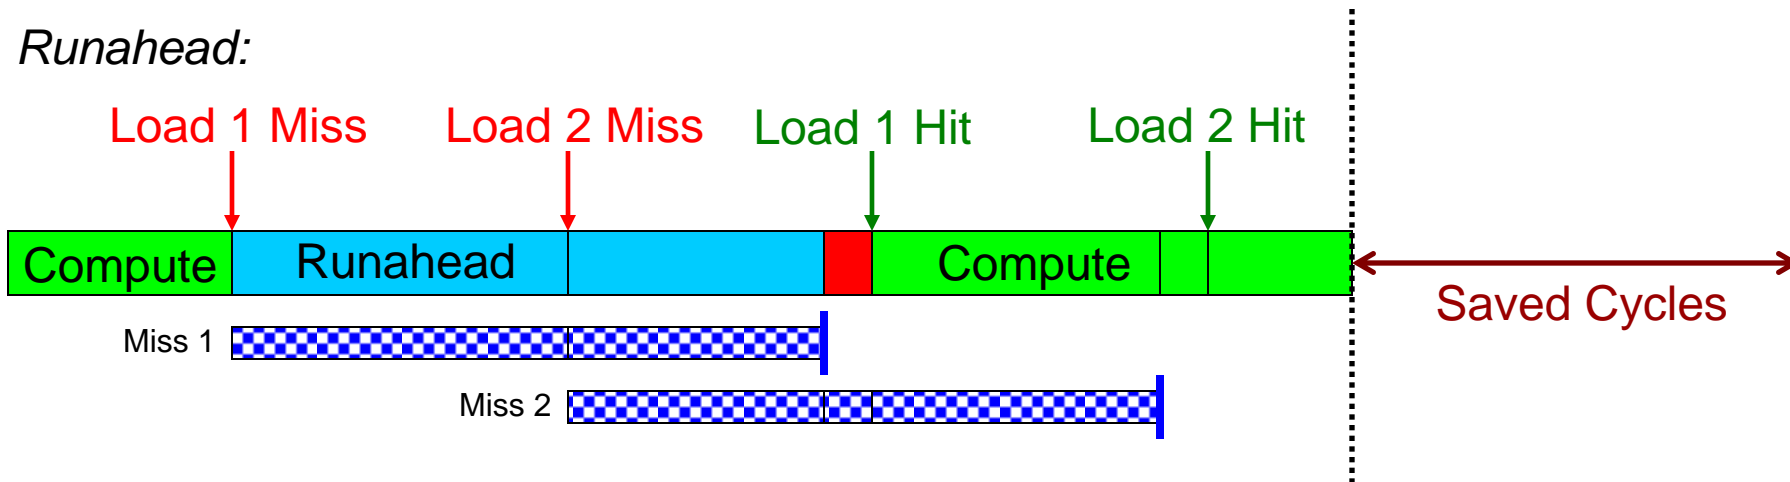 Runahead:
Load 1 Miss
Load 2 Miss
Load 1 Hit
Load 2 Hit
Compute
Runahead
Compute
Saved Cycles
Miss 1
Miss 2